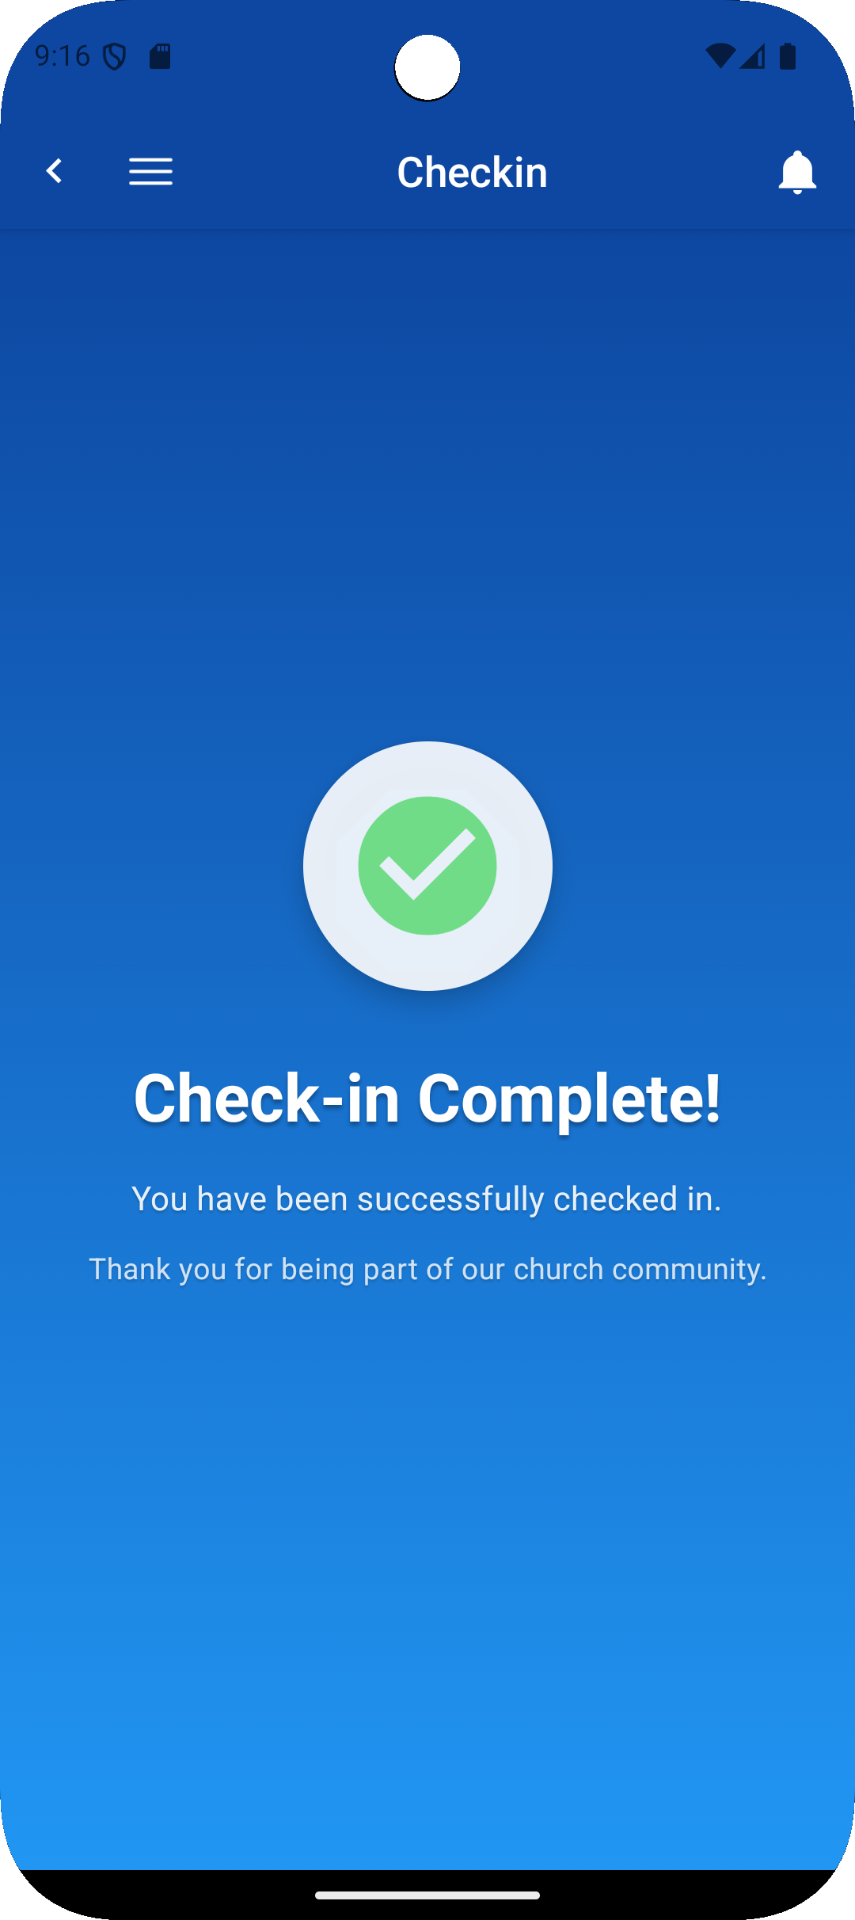 9:16
Checkin
Check-in Complete!
You have been successfully checked in.
Thank you for being part of our church community.